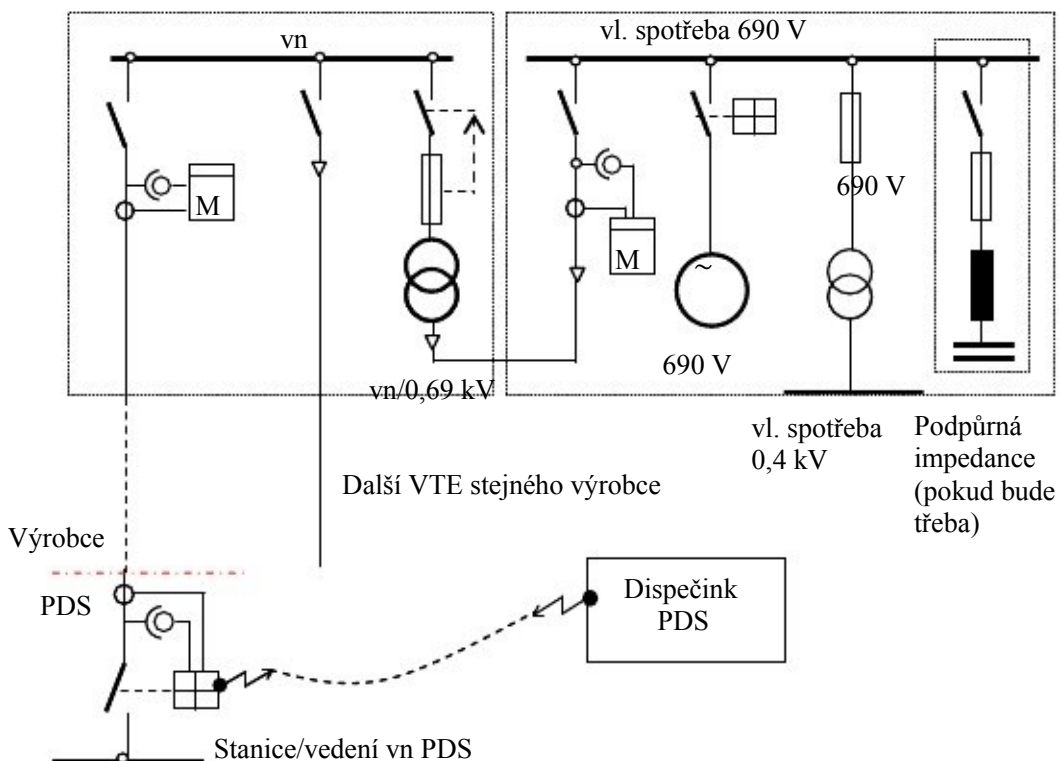 vn
vl. spotřeba 690 V
M
690 V
M
~
690 V
vn/0,69 kV
vl. spotřeba
0,4 kV
Podpůrná
impedance
(pokud bude
třeba)
Další VTE stejného výrobce
Výrobce
PDS
Dispečink
PDS
Stanice/vedení vn PDS